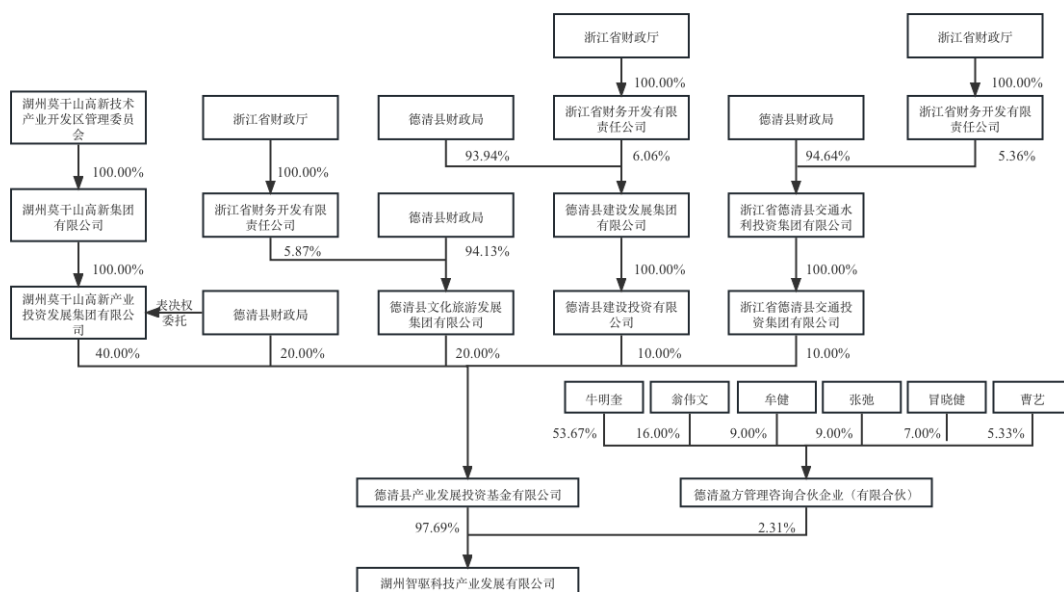 浙江省财政厅
浙江省财政厅
100.00%
100.00%
湖州莫干山高新技术
产业开发区管理委员
会
浙江省财政厅
德清县财政局
浙江省财务开发有限
责任公司
德清县财政局
浙江省财务开发有限
责任公司
93.94%
6.06%
94.64%
5.36%
100.00%
100.00%
湖州莫干山高新集团
有限公司
浙江省财务开发有限
责任公司
德清县财政局
德清县建设发展集团
有限公司
浙江省德清县交通水
利投资集团有限公司
5.87%
94.13%
100.00%
100.00%
100.00%
湖州莫干山高新产业
投资发展集团有限公
司
表决权
委托
德清县财政局
德清县文化旅游发展
集团有限公司
德清县建设投资有限
公司
浙江省德清县交通投
资集团有限公司
40.00%
20.00%
20.00%
10.00%
10.00%
牛明奎
翁伟文
牟健
张弛
冒晓健
曹艺
53.67%
16.00%
9.00%
9.00%
7.00%
5.33%
德清县产业发展投资基金有限公司
德清盈方管理咨询合伙企业（有限合伙）
97.69%
2.31%
湖州智驱科技产业发展有限公司